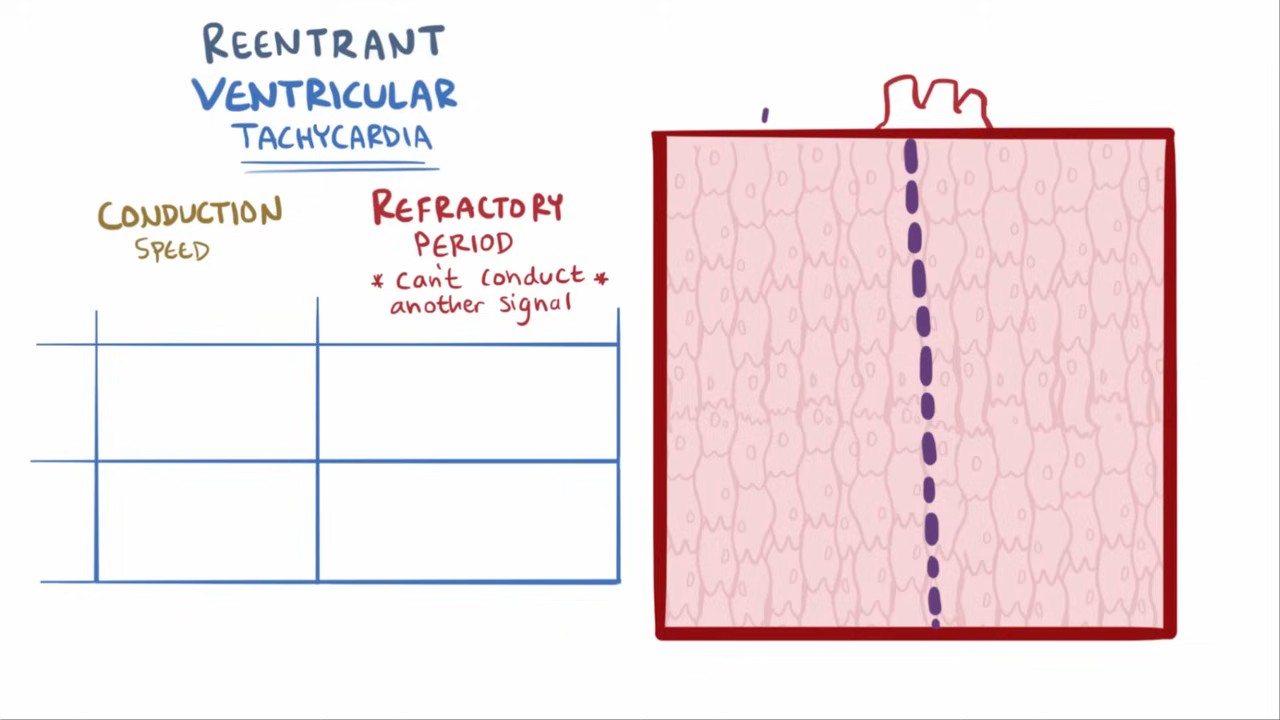 REENTRANT
VENTRICULAR
TACHYCARDIA
CONDUCTION
SPEED
REFRACTORY
PERIOD
* can't conduct *
another signal